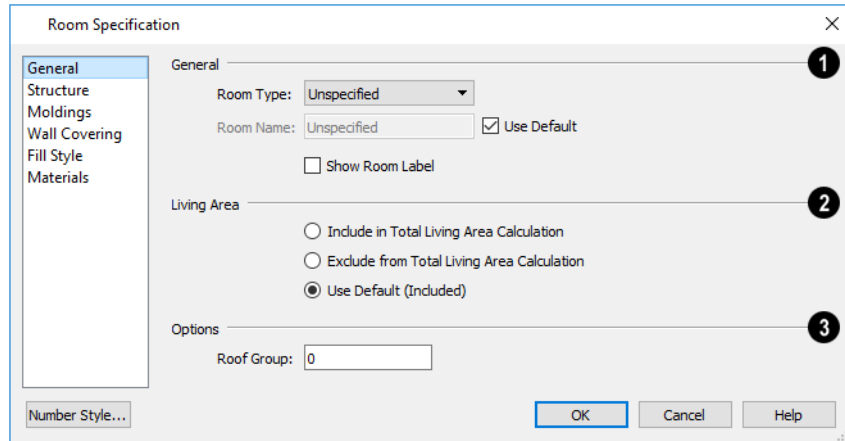 Room Specification
General
Structure
Moldings
Wall Covering
Fill Style
Materials
General
1
Room Type: Unspecified
Room Name: Unspecified Use Default
Show Room Label
Living Area
2
Include in Total Living Area Calculation
Exclude from Total Living Area Calculation
Use Default (Included)
Options
3
Roof Group: 0
Number Style... OK Cancel Help